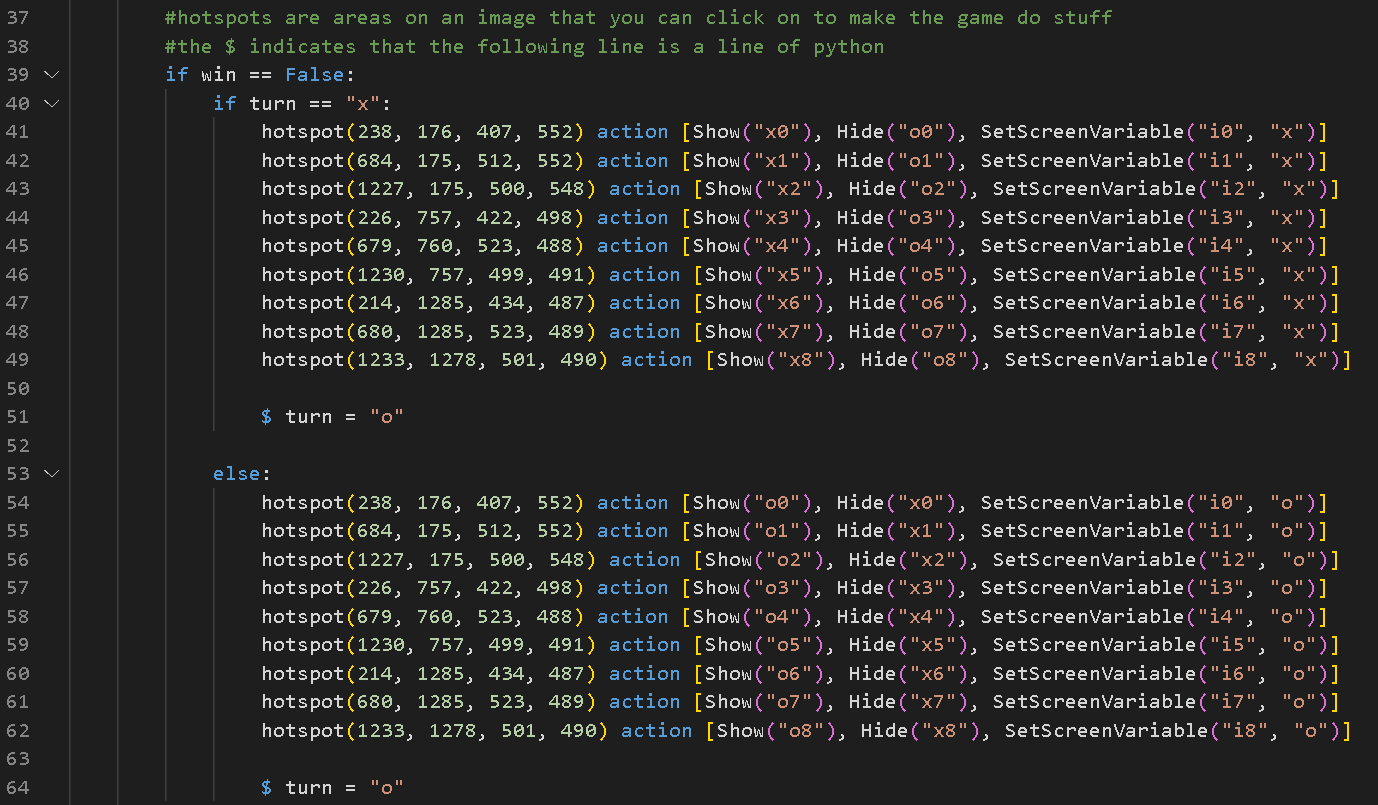 37 #hotspots are areas on an image that you can click on to make the game do stuff
38 #the $ indicates that the following line is a line of python
39 if win == False:
40 if turn == "x":
41 hotspot(238, 176, 407, 552) action [Show("x0"), Hide("o0"), SetScreenVariable("i0", "x")]
42 hotspot(684, 175, 512, 552) action [Show("x1"), Hide("o1"), SetScreenVariable("i1", "x")]
43 hotspot(1227, 175, 500, 548) action [Show("x2"), Hide("o2"), SetScreenVariable("i2", "x")]
44 hotspot(226, 757, 422, 498) action [Show("x3"), Hide("o3"), SetScreenVariable("i3", "x")]
45 hotspot(679, 760, 523, 488) action [Show("x4"), Hide("o4"), SetScreenVariable("i4", "x")]
46 hotspot(1230, 757, 499, 491) action [Show("x5"), Hide("o5"), SetScreenVariable("i5", "x")]
47 hotspot(214, 1285, 434, 487) action [Show("x6"), Hide("o6"), SetScreenVariable("i6", "x")]
48 hotspot(680, 1285, 523, 489) action [Show("x7"), Hide("o7"), SetScreenVariable("i7", "x")]
49 hotspot(1233, 1278, 501, 490) action [Show("x8"), Hide("o8"), SetScreenVariable("i8", "x")]
50
51 $ turn = "o"
52
53 else:
54 hotspot(238, 176, 407, 552) action [Show("o0"), Hide("x0"), SetScreenVariable("i0", "o")]
55 hotspot(684, 175, 512, 552) action [Show("o1"), Hide("x1"), SetScreenVariable("i1", "o")]
56 hotspot(1227, 175, 500, 548) action [Show("o2"), Hide("x2"), SetScreenVariable("i2", "o")]
57 hotspot(226, 757, 422, 498) action [Show("o3"), Hide("x3"), SetScreenVariable("i3", "o")]
58 hotspot(679, 760, 523, 488) action [Show("o4"), Hide("x4"), SetScreenVariable("i4", "o")]
59 hotspot(1230, 757, 499, 491) action [Show("o5"), Hide("x5"), SetScreenVariable("i5", "o")]
60 hotspot(214, 1285, 434, 487) action [Show("o6"), Hide("x6"), SetScreenVariable("i6", "o")]
61 hotspot(680, 1285, 523, 489) action [Show("o7"), Hide("x7"), SetScreenVariable("i7", "o")]
62 hotspot(1233, 1278, 501, 490) action [Show("o8"), Hide("x8"), SetScreenVariable("i8", "o")]
63
64 $ turn = "o"